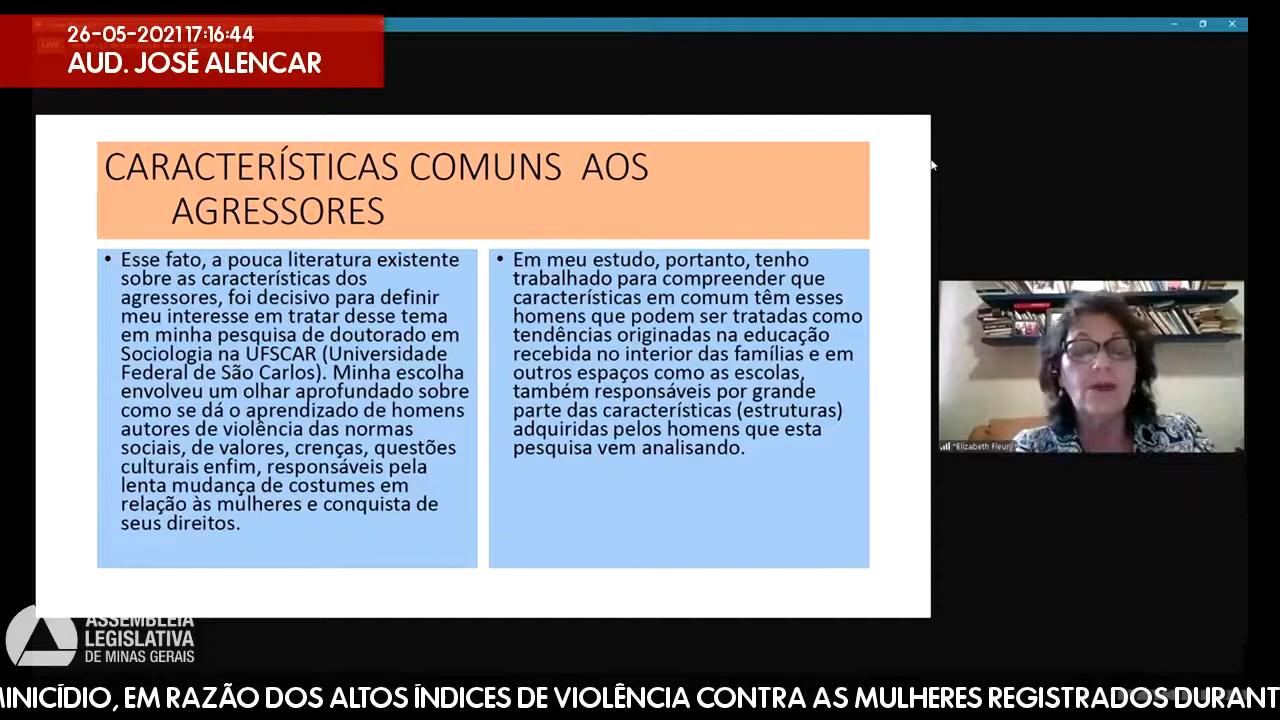 26-05-2021 17:16:44
AUD. JOSÉ ALENCAR
CARACTERÍSTICAS COMUNS AOS
AGRESSORES
• Esse fato, a pouca literatura existente
sobre as características dos
agressores, foi decisivo para definir
meu interesse em tratar desse tema
em minha pesquisa de doutorado em
Sociologia na UFSCAR (Universidade
Federal de São Carlos). Minha escolha
envolveu um olhar aprofundado sobre
como se dá o aprendizado de homens
autores de violência das normas
sociais, de valores, crenças, questões
culturais enfim, responsáveis pela
lenta mudança de costumes em
relação às mulheres e conquista de
seus direitos.
• Em meu estudo, portanto, tenho
trabalhado para compreender que
características em comum têm esses
homens que podem ser tratadas como
tendências originadas na educação
recebida no interior das famílias e em
outros espaços como as escolas,
também responsáveis por grande
parte das características (estruturas)
adquiridas pelos homens que esta
pesquisa vem analisando.
*Elizabeth Fleury
ASSEMBLEIA
LEGISLATIVA
DE MINAS GERAIS
MINICÍDIO, EM RAZÃO DOS ALTOS ÍNDICES DE VIOLÊNCIA CONTRA AS MULHERES REGISTRADOS DURANT